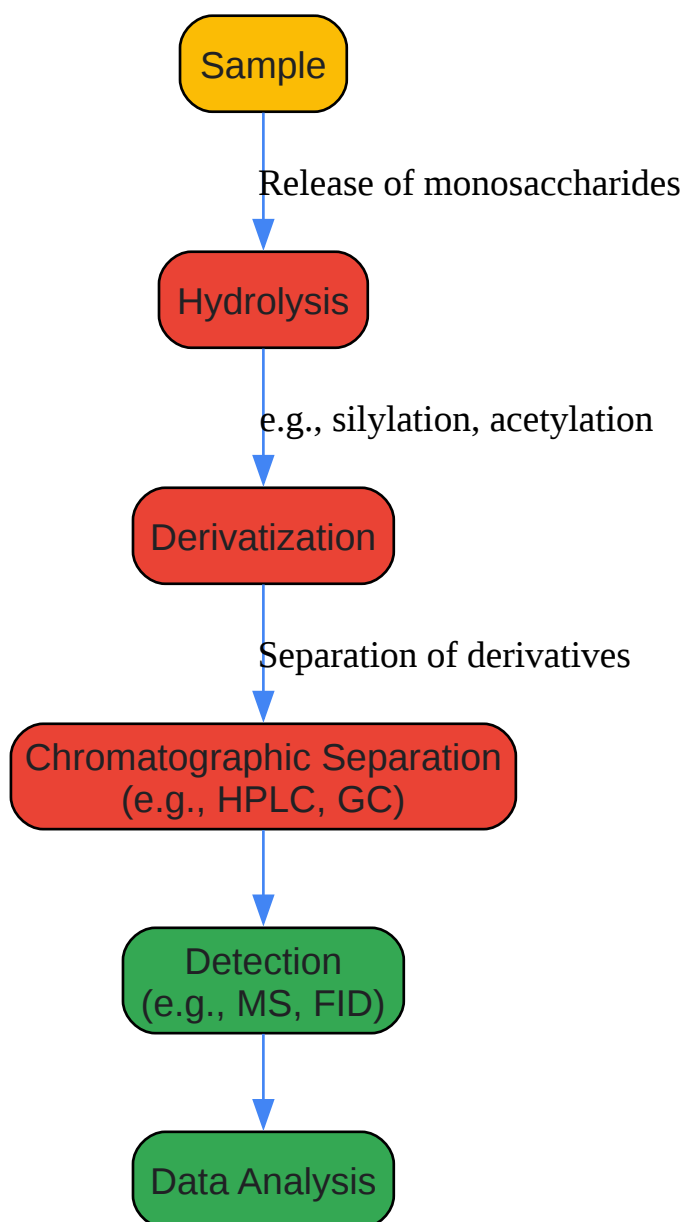 Sample
Release of monosaccharides
Hydrolysis
e.g., silylation, acetylation
Derivatization
Separation of derivatives
Chromatographic Separation
(e.g., HPLC, GC)
Detection
(e.g., MS, FID)
Data Analysis